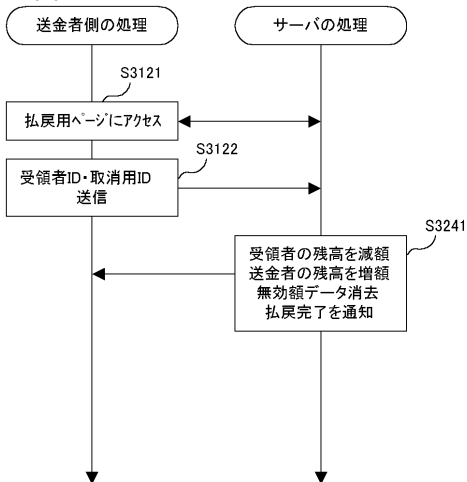 送金者側の処理
サーバの処理
S3121
払戻用ページにアクセス
S3122
受領者ID・取消用ID
送信
S3241
受領者の残高を減額
送金者の残高を増額
無効額データ消去
払戻完了を通知